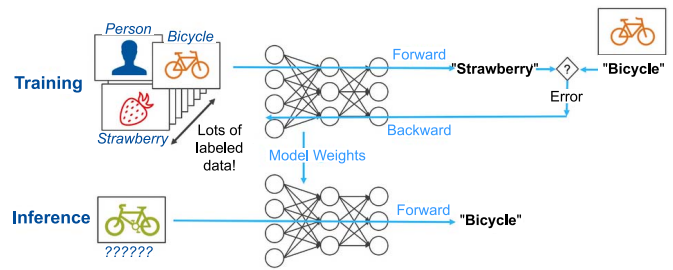 Person
Bicycle
Training
Strawberry
Lots of
labeled
data!
Forward
"Strawberry"
?
"Bicycle"
Error
Backward
Model Weights
Inference
??????
Forward
"Bicycle"